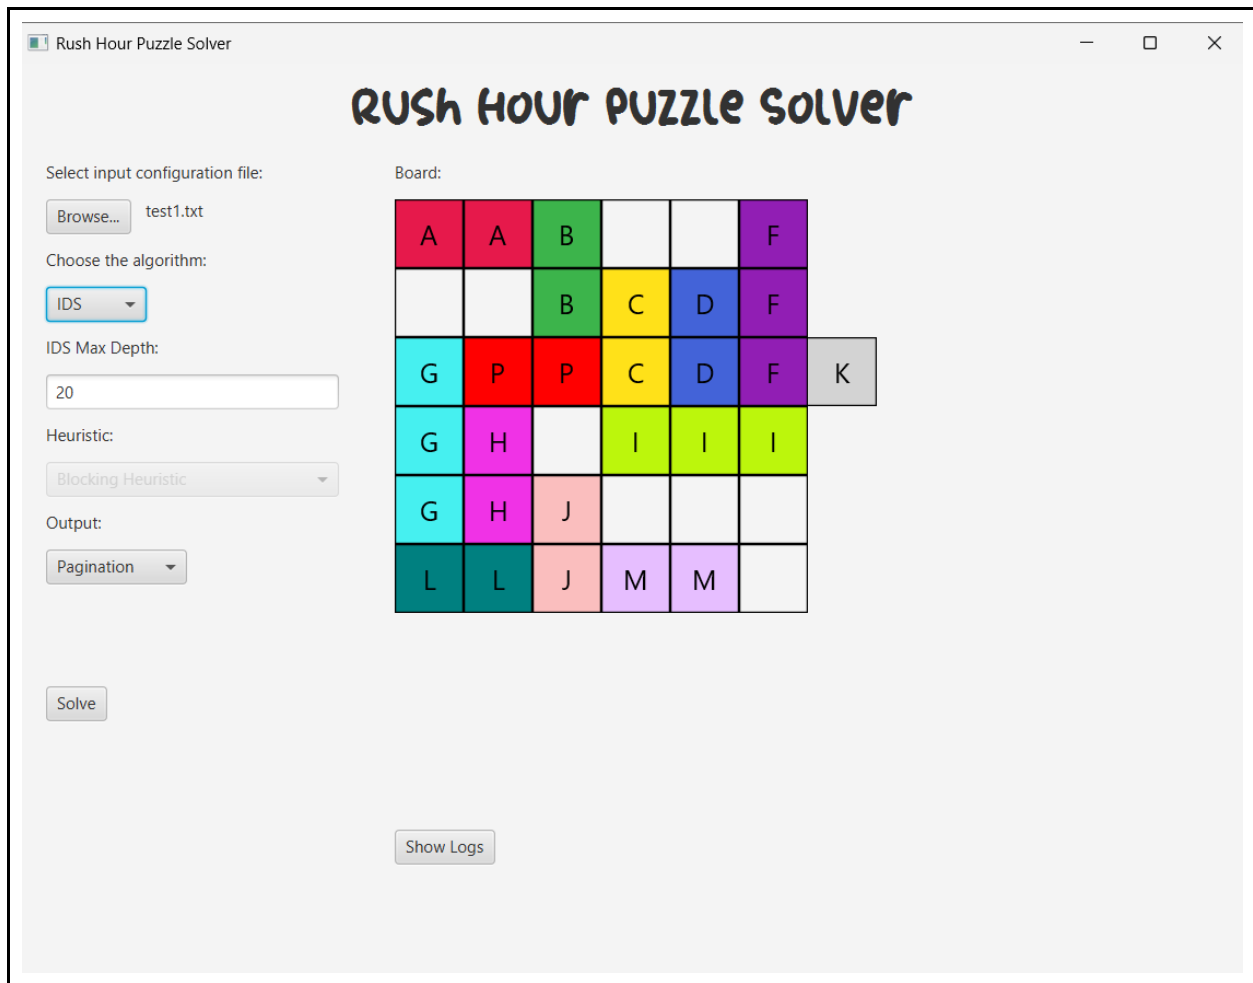 Rush Hour Puzzle Solver
Rush Hour Puzzle Solver
Select input configuration file:
Browse...
test1.txt
Choose the algorithm:
IDS
IDS Max Depth:
20
Heuristic:
Blocking Heuristic
Output:
Pagination
Solve
Board:
A A B F
B C D F
G P P C D F K
G H I I I
G H J
L L J M M
Show Logs